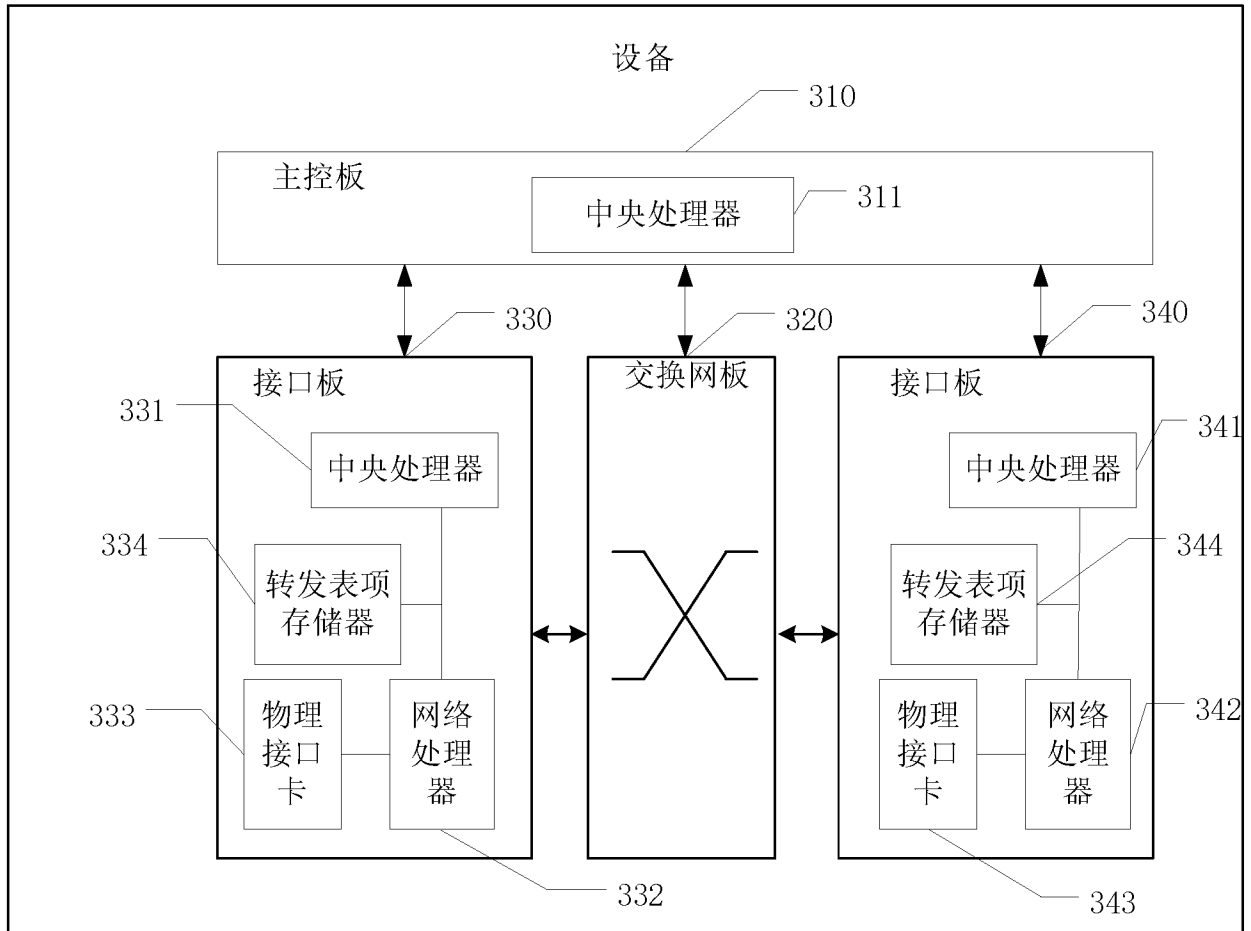 设备
310
主控板
中央处理器
311
330
320
340
接口板
交换网板
接口板
331
中央处理器
中央处理器
341
334
转发表项
存储器
转发表项
存储器
344
333
物理
接口
卡
网络
处理
器
物理
接口
卡
网络
处理
器
342
332
343